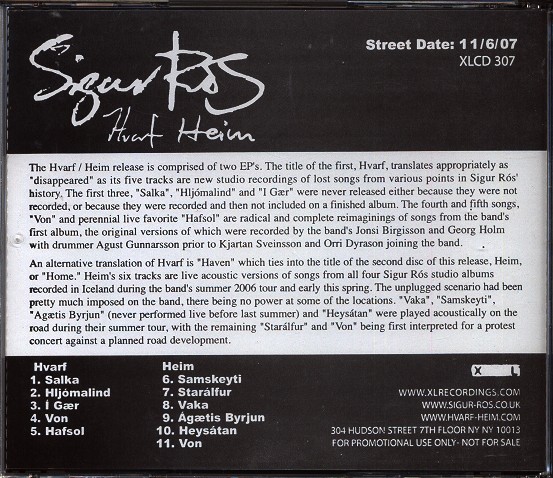 Sigur Rós
Hvarf Heim
Street Date: 11/6/07
XLCD 307
The Hvarf / Heim release is comprised of two EP's. The title of the first, Hvarf, translates appropriately as
"disappeared" as its five tracks are new studio recordings of lost songs from various points in Sigur Rós'
history. The first three, "Salka", "Hljómalind" and "I Gær" were never released either because they were not
recorded, or because they were recorded and then not included on a finished album. The fourth and fifth songs,
"Von" and perennial live favorite "Hafsol" are radical and complete reimaginings of songs from the band's
first album, the original versions of which were recorded by the band's Jonsi Birgisson and Georg Holm
with drummer Agust Gunnarsson prior to Kjartan Sveinsson and Orri Dyrason joining the band.
An alternative translation of Hvarf is "Haven" which ties into the title of the second disc of this release, Heim,
or "Home." Heim's six tracks are live acoustic versions of songs from all four Sigur Rós studio albums
recorded in Iceland during the band's summer 2006 tour and early this spring. The unplugged scenario had been
pretty much imposed on the band, there being no power at some of the locations. "Vaka", "Samskeyti",
"Agætis Byrjun" (never performed live before last summer) and "Heysátan" were played acoustically on the
road during their summer tour, with the remaining "Starálfur" and "Von" being first interpreted for a protest
concert against a planned road development.
Hvarf
1. Salka
2. Hljómalind
3. Í Gær
4. Von
5. Hafsol
Heim
6. Samskeyti
7. Starálfur
8. Vaka
9. Ágætis Byrjun
10. Heysátan
11. Von
X L
WWW.XLRECORDINGS.COM
WWW.SIGUR-ROS.CO.UK
WWW.HVARF-HEIM.COM
304 HUDSON STREET 7TH FLOOR NY NY 10013
FOR PROMOTIONAL USE ONLY- NOT FOR SALE